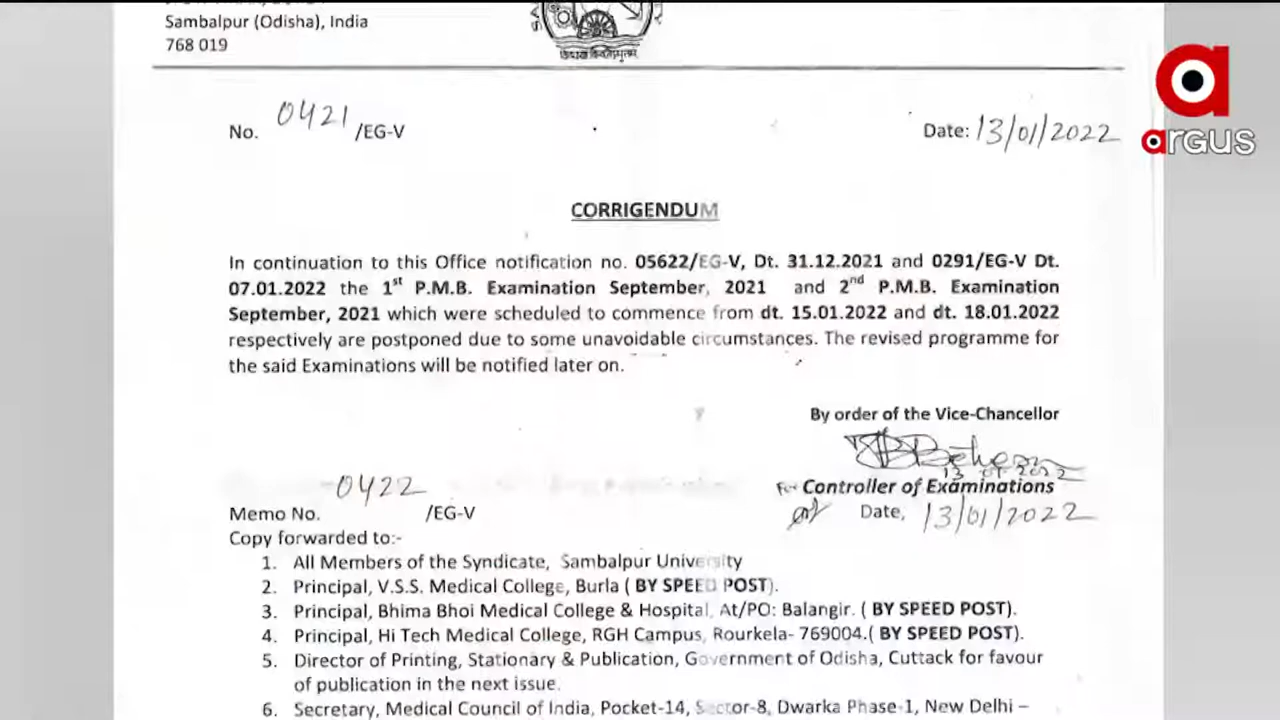 Sambalpur (Odisha), India
768 019
argus
No. 0421 /EG-V
Date: 13/01/2022
CORRIGENDUM
In continuation to this Office notification no. 05622/EG-V, Dt. 31.12.2021 and 0291/EG-V Dt.
07.01.2022 the 1st P.M.B. Examination September, 2021 and 2nd P.M.B. Examination
September, 2021 which were scheduled to commence from dt. 15.01.2022 and dt. 18.01.2022
respectively are postponed due to some unavoidable circumstances. The revised programme for
the said Examinations will be notified later on.
By order of the Vice-Chancellor
13.01.2022
For Controller of Examinations
Date, 13/01/2022
Memo No. 0422 /EG-V
Copy forwarded to:-
1. All Members of the Syndicate, Sambalpur University
2. Principal, V.S.S. Medical College, Burla ( BY SPEED POST).
3. Principal, Bhima Bhoi Medical College & Hospital, At/PO: Balangir. ( BY SPEED POST).
4. Principal, Hi Tech Medical College, RGH Campus, Rourkela- 769004.( BY SPEED POST).
5. Director of Printing, Stationary & Publication, Government of Odisha, Cuttack for favour
of publication in the next issue.
6. Secretary, Medical Council of India, Pocket-14, Sector-8, Dwarka Phase-1, New Delhi –